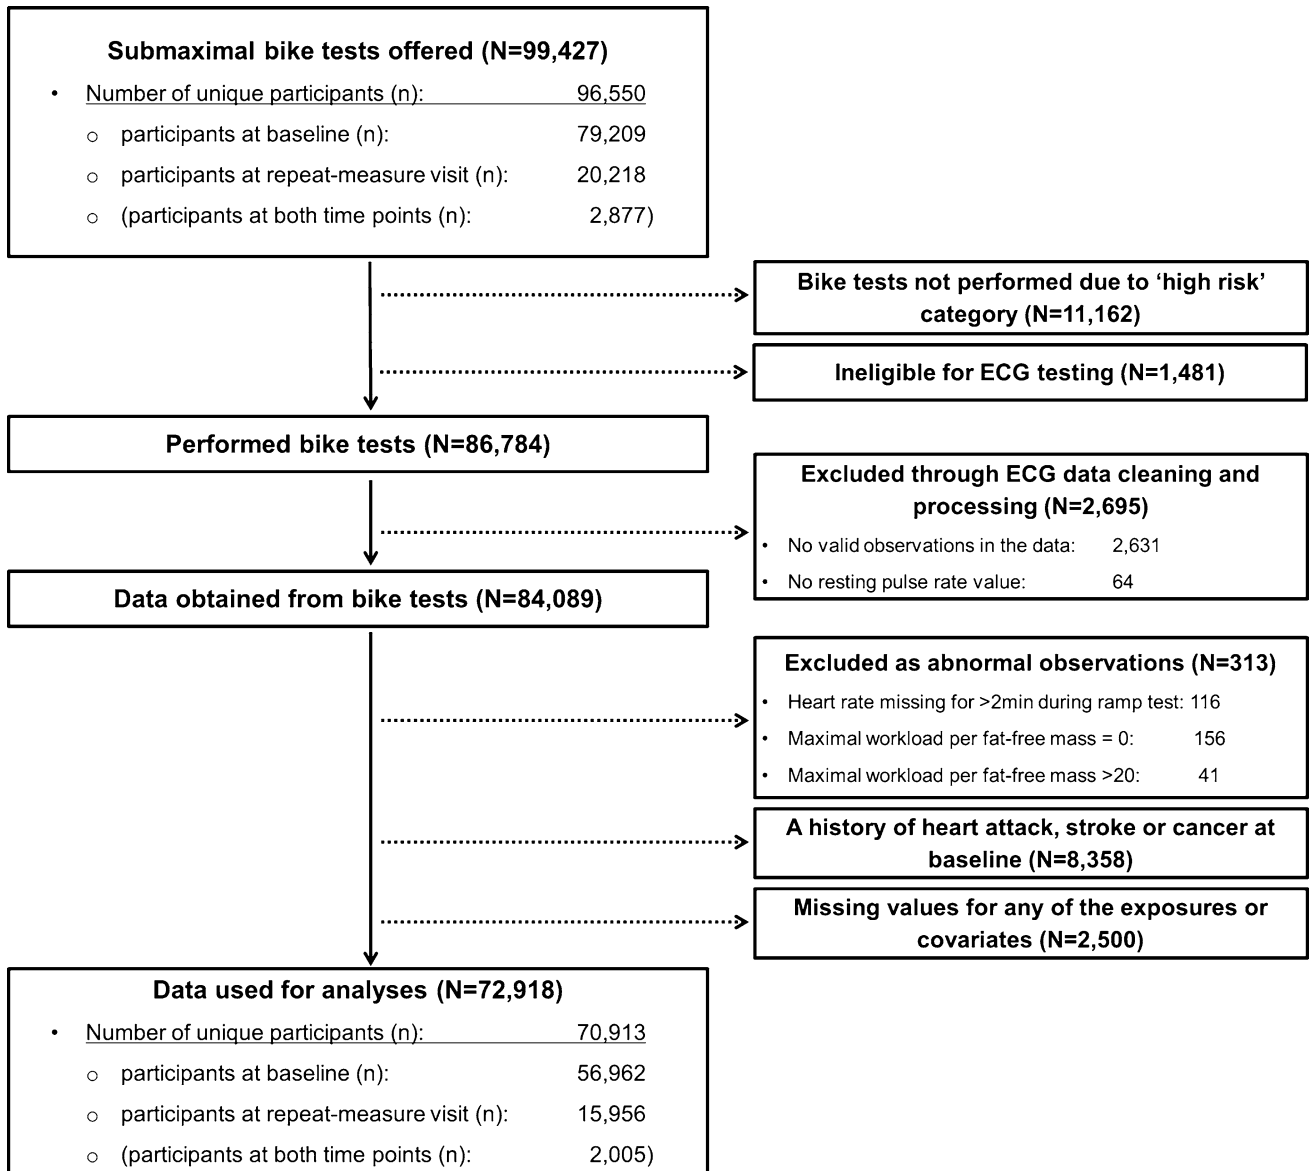 Submaximal bike tests offered (N=99,427)
• Number of unique participants (n): 96,550
o participants at baseline (n): 79,209
o participants at repeat-measure visit (n): 20,218
o (participants at both time points (n): 2,877)
Bike tests not performed due to ‘high risk’
category (N=11,162)
Ineligible for ECG testing (N=1,481)
Performed bike tests (N=86,784)
Excluded through ECG data cleaning and
processing (N=2,695)
• No valid observations in the data: 2,631
• No resting pulse rate value: 64
Data obtained from bike tests (N=84,089)
Excluded as abnormal observations (N=313)
• Heart rate missing for >2min during ramp test: 116
• Maximal workload per fat-free mass = 0: 156
• Maximal workload per fat-free mass >20: 41
A history of heart attack, stroke or cancer at
baseline (N=8,358)
Missing values for any of the exposures or
covariates (N=2,500)
Data used for analyses (N=72,918)
• Number of unique participants (n): 70,913
o participants at baseline (n): 56,962
o participants at repeat-measure visit (n): 15,956
o (participants at both time points (n): 2,005)